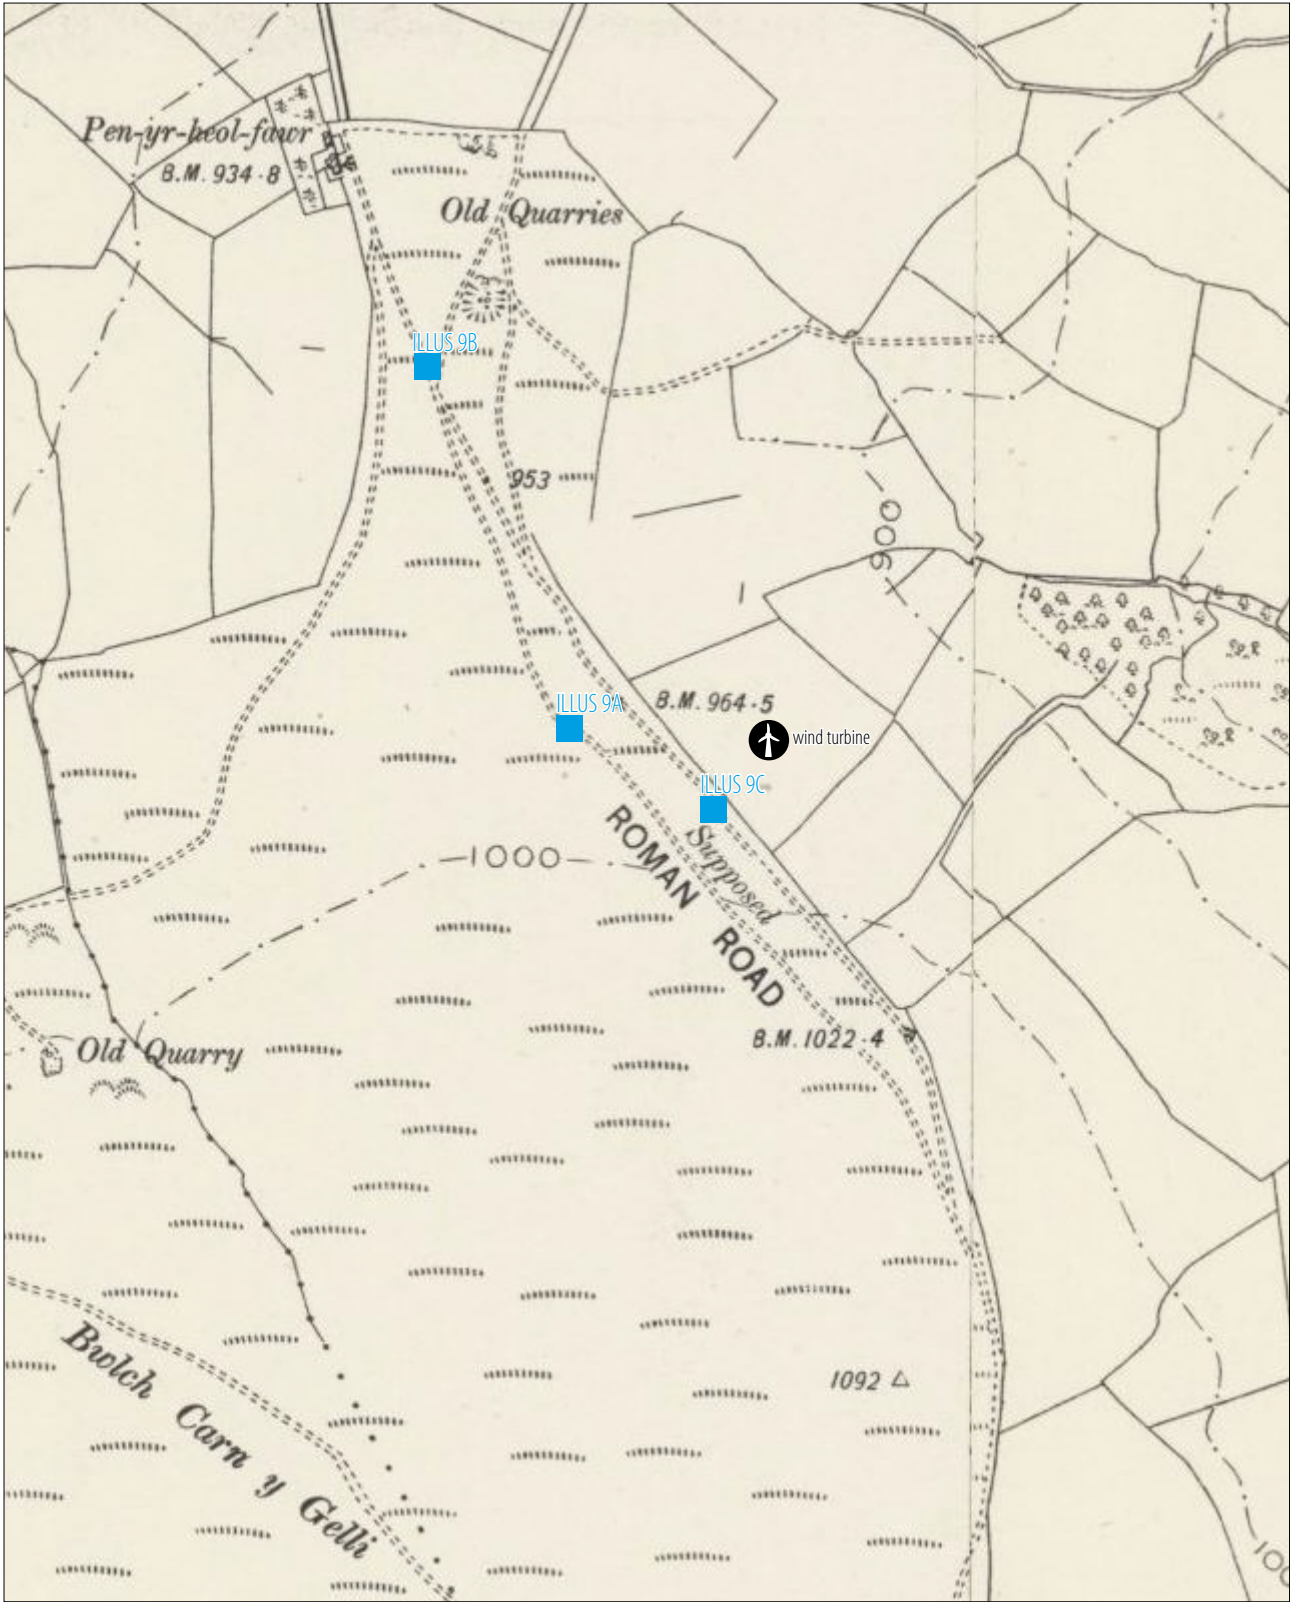 Pen-yr-heol-fawr
B.M. 934·8
Old Quarries
ILLUS 9B
953
900
ILLUS 9A
B.M. 964·5
wind turbine
ILLUS 9C
Supposed
ROMAN ROAD
1000
B.M. 1022·4
Old Quarry
1092
Bwlch Carn y Gelli
100